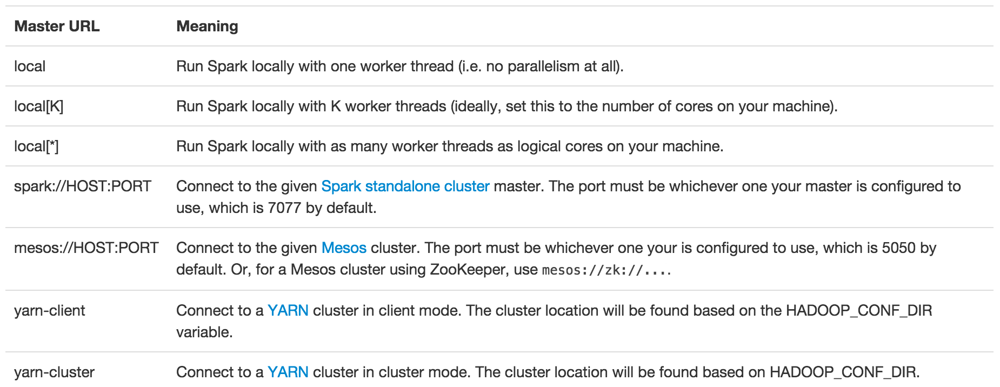 Master URL Meaning
local Run Spark locally with one worker thread (i.e. no parallelism at all).
local[K] Run Spark locally with K worker threads (ideally, set this to the number of cores on your machine).
local[*] Run Spark locally with as many worker threads as logical cores on your machine.
spark://HOST:PORT Connect to the given Spark standalone cluster master. The port must be whichever one your master is configured to
use, which is 7077 by default.
mesos://HOST:PORT Connect to the given Mesos cluster. The port must be whichever one your is configured to use, which is 5050 by
default. Or, for a Mesos cluster using ZooKeeper, use mesos://zk://....
yarn-client Connect to a YARN cluster in client mode. The cluster location will be found based on the HADOOP_CONF_DIR
variable.
yarn-cluster Connect to a YARN cluster in cluster mode. The cluster location will be found based on HADOOP_CONF_DIR.